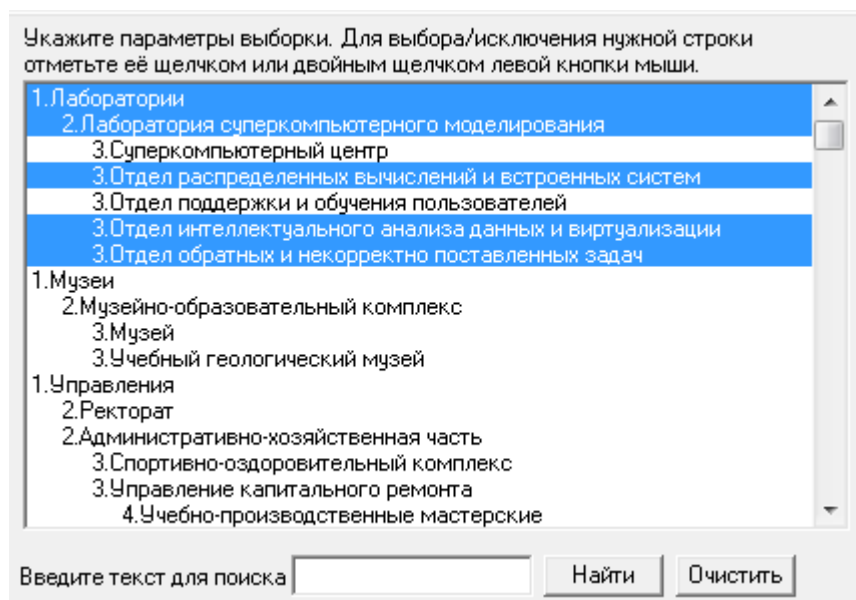 Укажите параметры выборки. Для выбора/исключения нужной строки
отметьте её щелчком или двойным щелчком левой кнопки мыши.
1.Лаборатории
2.Лаборатория суперкомпьютерного моделирования
3.Суперкомпьютерный центр
3.Отдел распределенных вычислений и встроенных систем
3.Отдел поддержки и обучения пользователей
3.Отдел интеллектуального анализа данных и виртуализации
3.Отдел обратных и некорректно поставленных задач
1.Музеи
2.Музейно-образовательный комплекс
3.Музей
3.Учебный геологический музей
1.Управления
2.Ректорат
2.Административно-хозяйственная часть
3.Спортивно-оздоровительный комплекс
3.Управление капитального ремонта
4.Учебно-производственные мастерские
Введите текст для поиска Найти Очистить